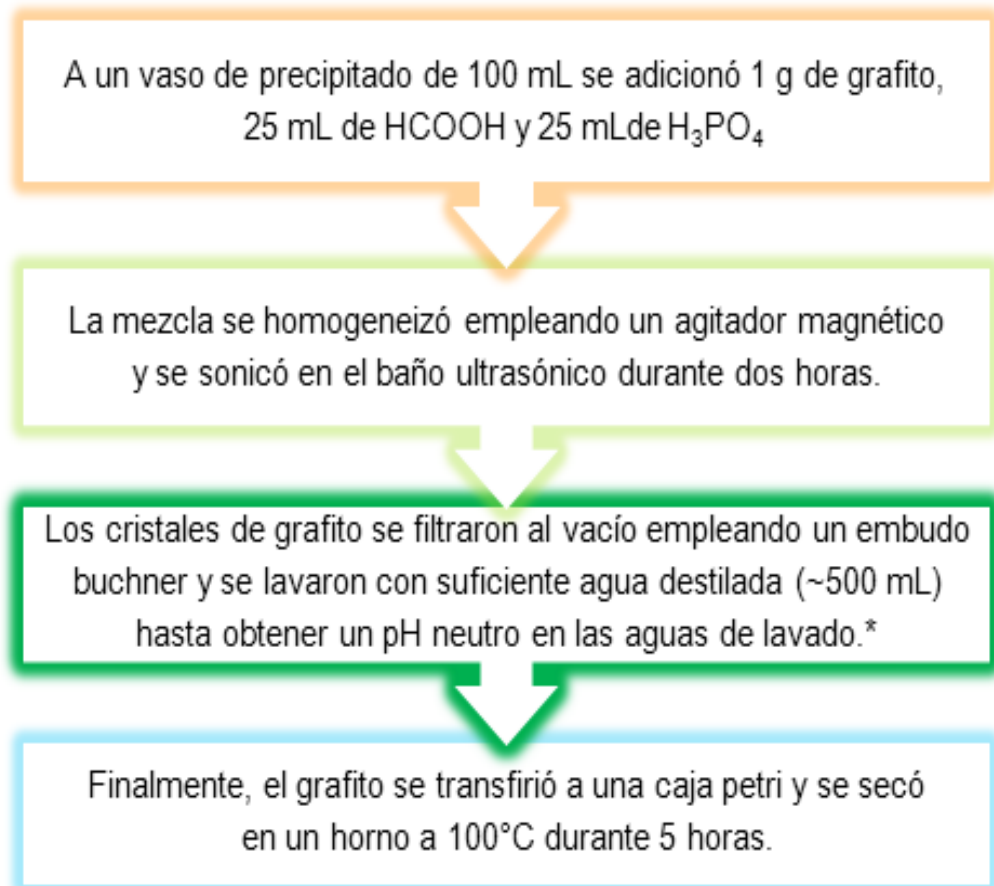 A un vaso de precipitado de 100 mL se adicionó 1 g de grafito,
25 mL de HCOOH y 25 mLde H₃PO₄
La mezcla se homogeneizó empleando un agitador magnético
y se sonicó en el baño ultrasónico durante dos horas.
Los cristales de grafito se filtraron al vacío empleando un embudo
buchner y se lavaron con suficiente agua destilada (~500 mL)
hasta obtener un pH neutro en las aguas de lavado.*
Finalmente, el grafito se transfirió a una caja petri y se secó
en un horno a 100°C durante 5 horas.